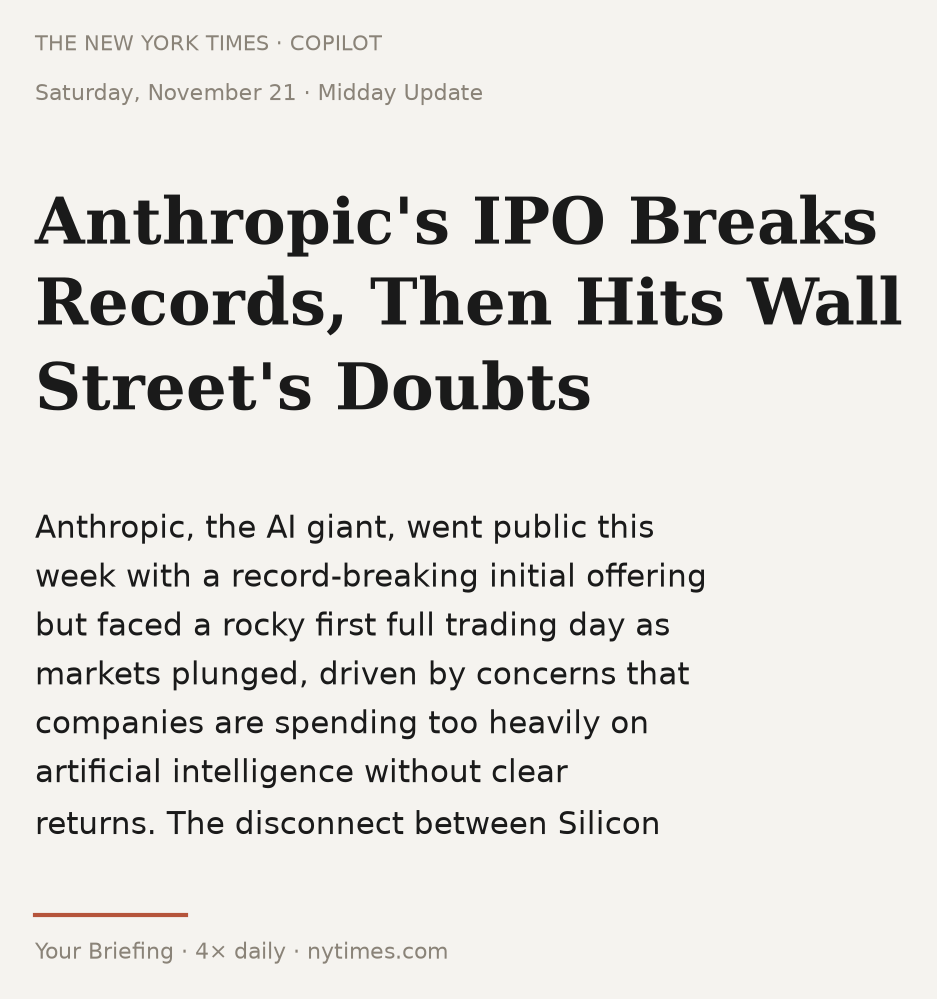 THE NEW YORK TIMES · COPILOT
Saturday, November 21 · Midday Update
Anthropic's IPO Breaks
Records, Then Hits Wall
Street's Doubts
Anthropic, the AI giant, went public this
week with a record-breaking initial offering
but faced a rocky first full trading day as
markets plunged, driven by concerns that
companies are spending too heavily on
artificial intelligence without clear
returns. The disconnect between Silicon
Your Briefing · 4× daily · nytimes.com